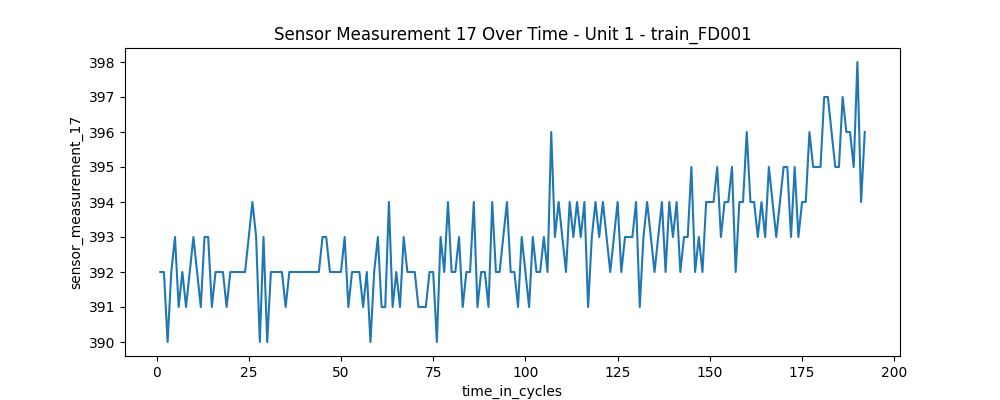 Sensor Measurement 17 Over Time - Unit 1 - train_FD001
398
397
396
395
394
393
392
391
390
sensor_measurement_17
0 25 50 75 100 125 150 175 200
time_in_cycles